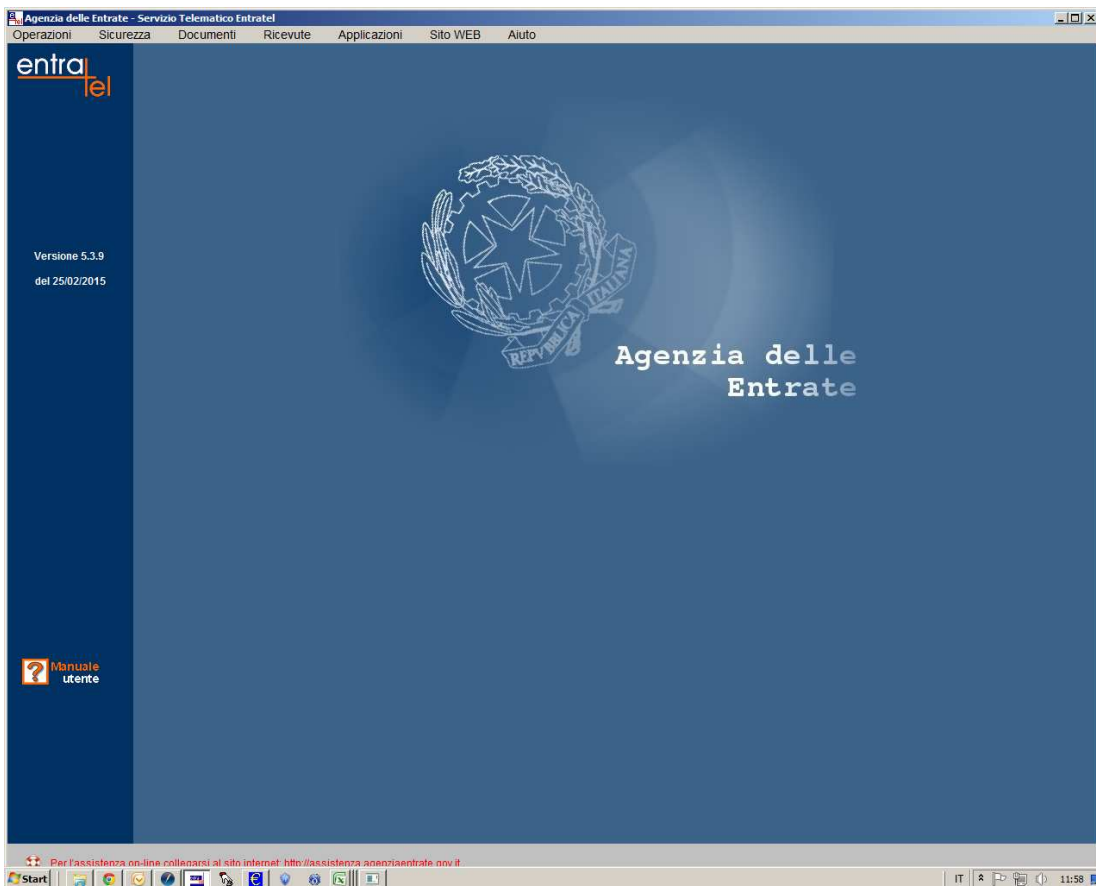 Agenzia delle Entrate - Servizio Telematico Entratel
Operazioni Sicurezza Documenti Ricevute Applicazioni Sito WEB Aiuto
entra
tel
Versione 5.3.9
del 25/02/2015
REPVBBLICA ITALIANA
Agenzia delle
Entrate
Manuale
utente
Per l'assistenza on-line collegarsi al sito internet: http://assistenza.agenziaentrate.gov.it
Start IT 11:58